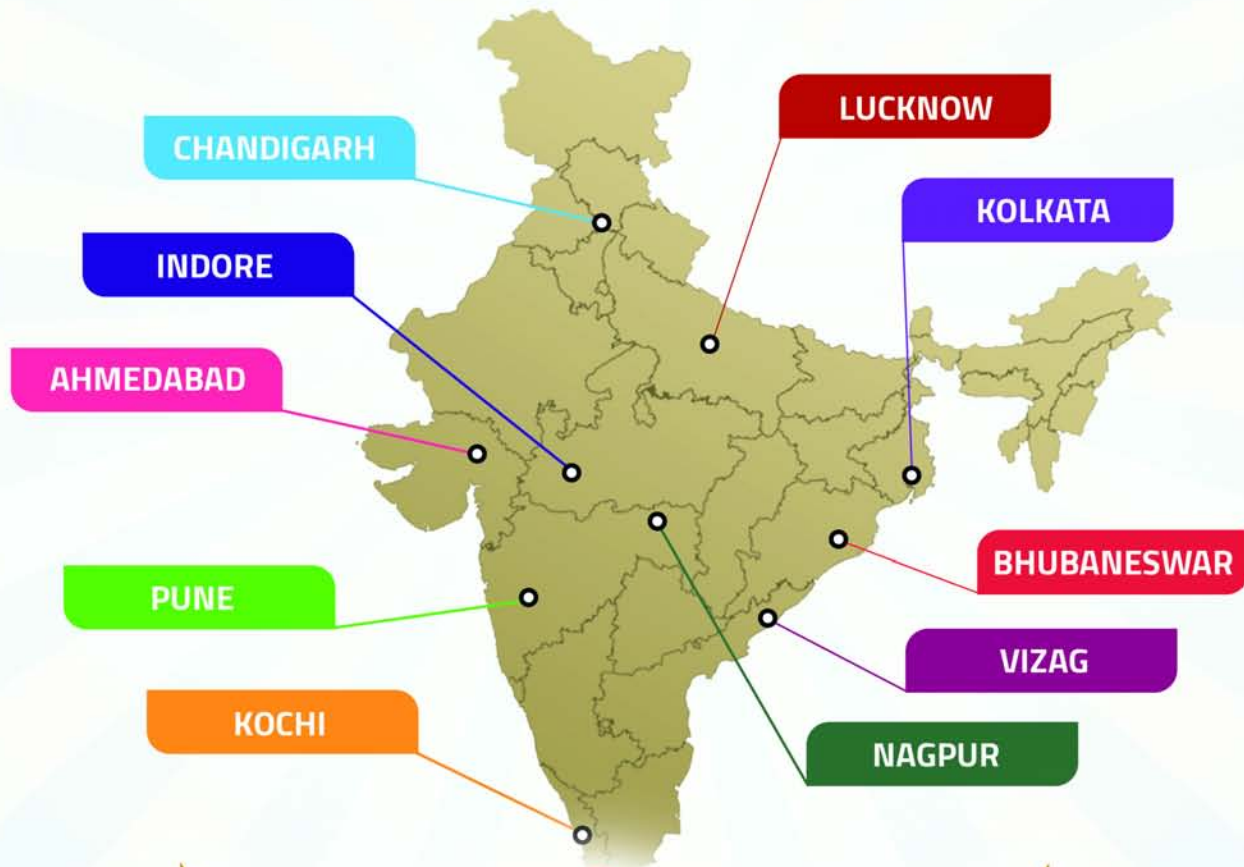 LUCKNOW
CHANDIGARH
KOLKATA
INDORE
AHMEDABAD
BHUBANESWAR
PUNE
VIZAG
KOCHI
NAGPUR